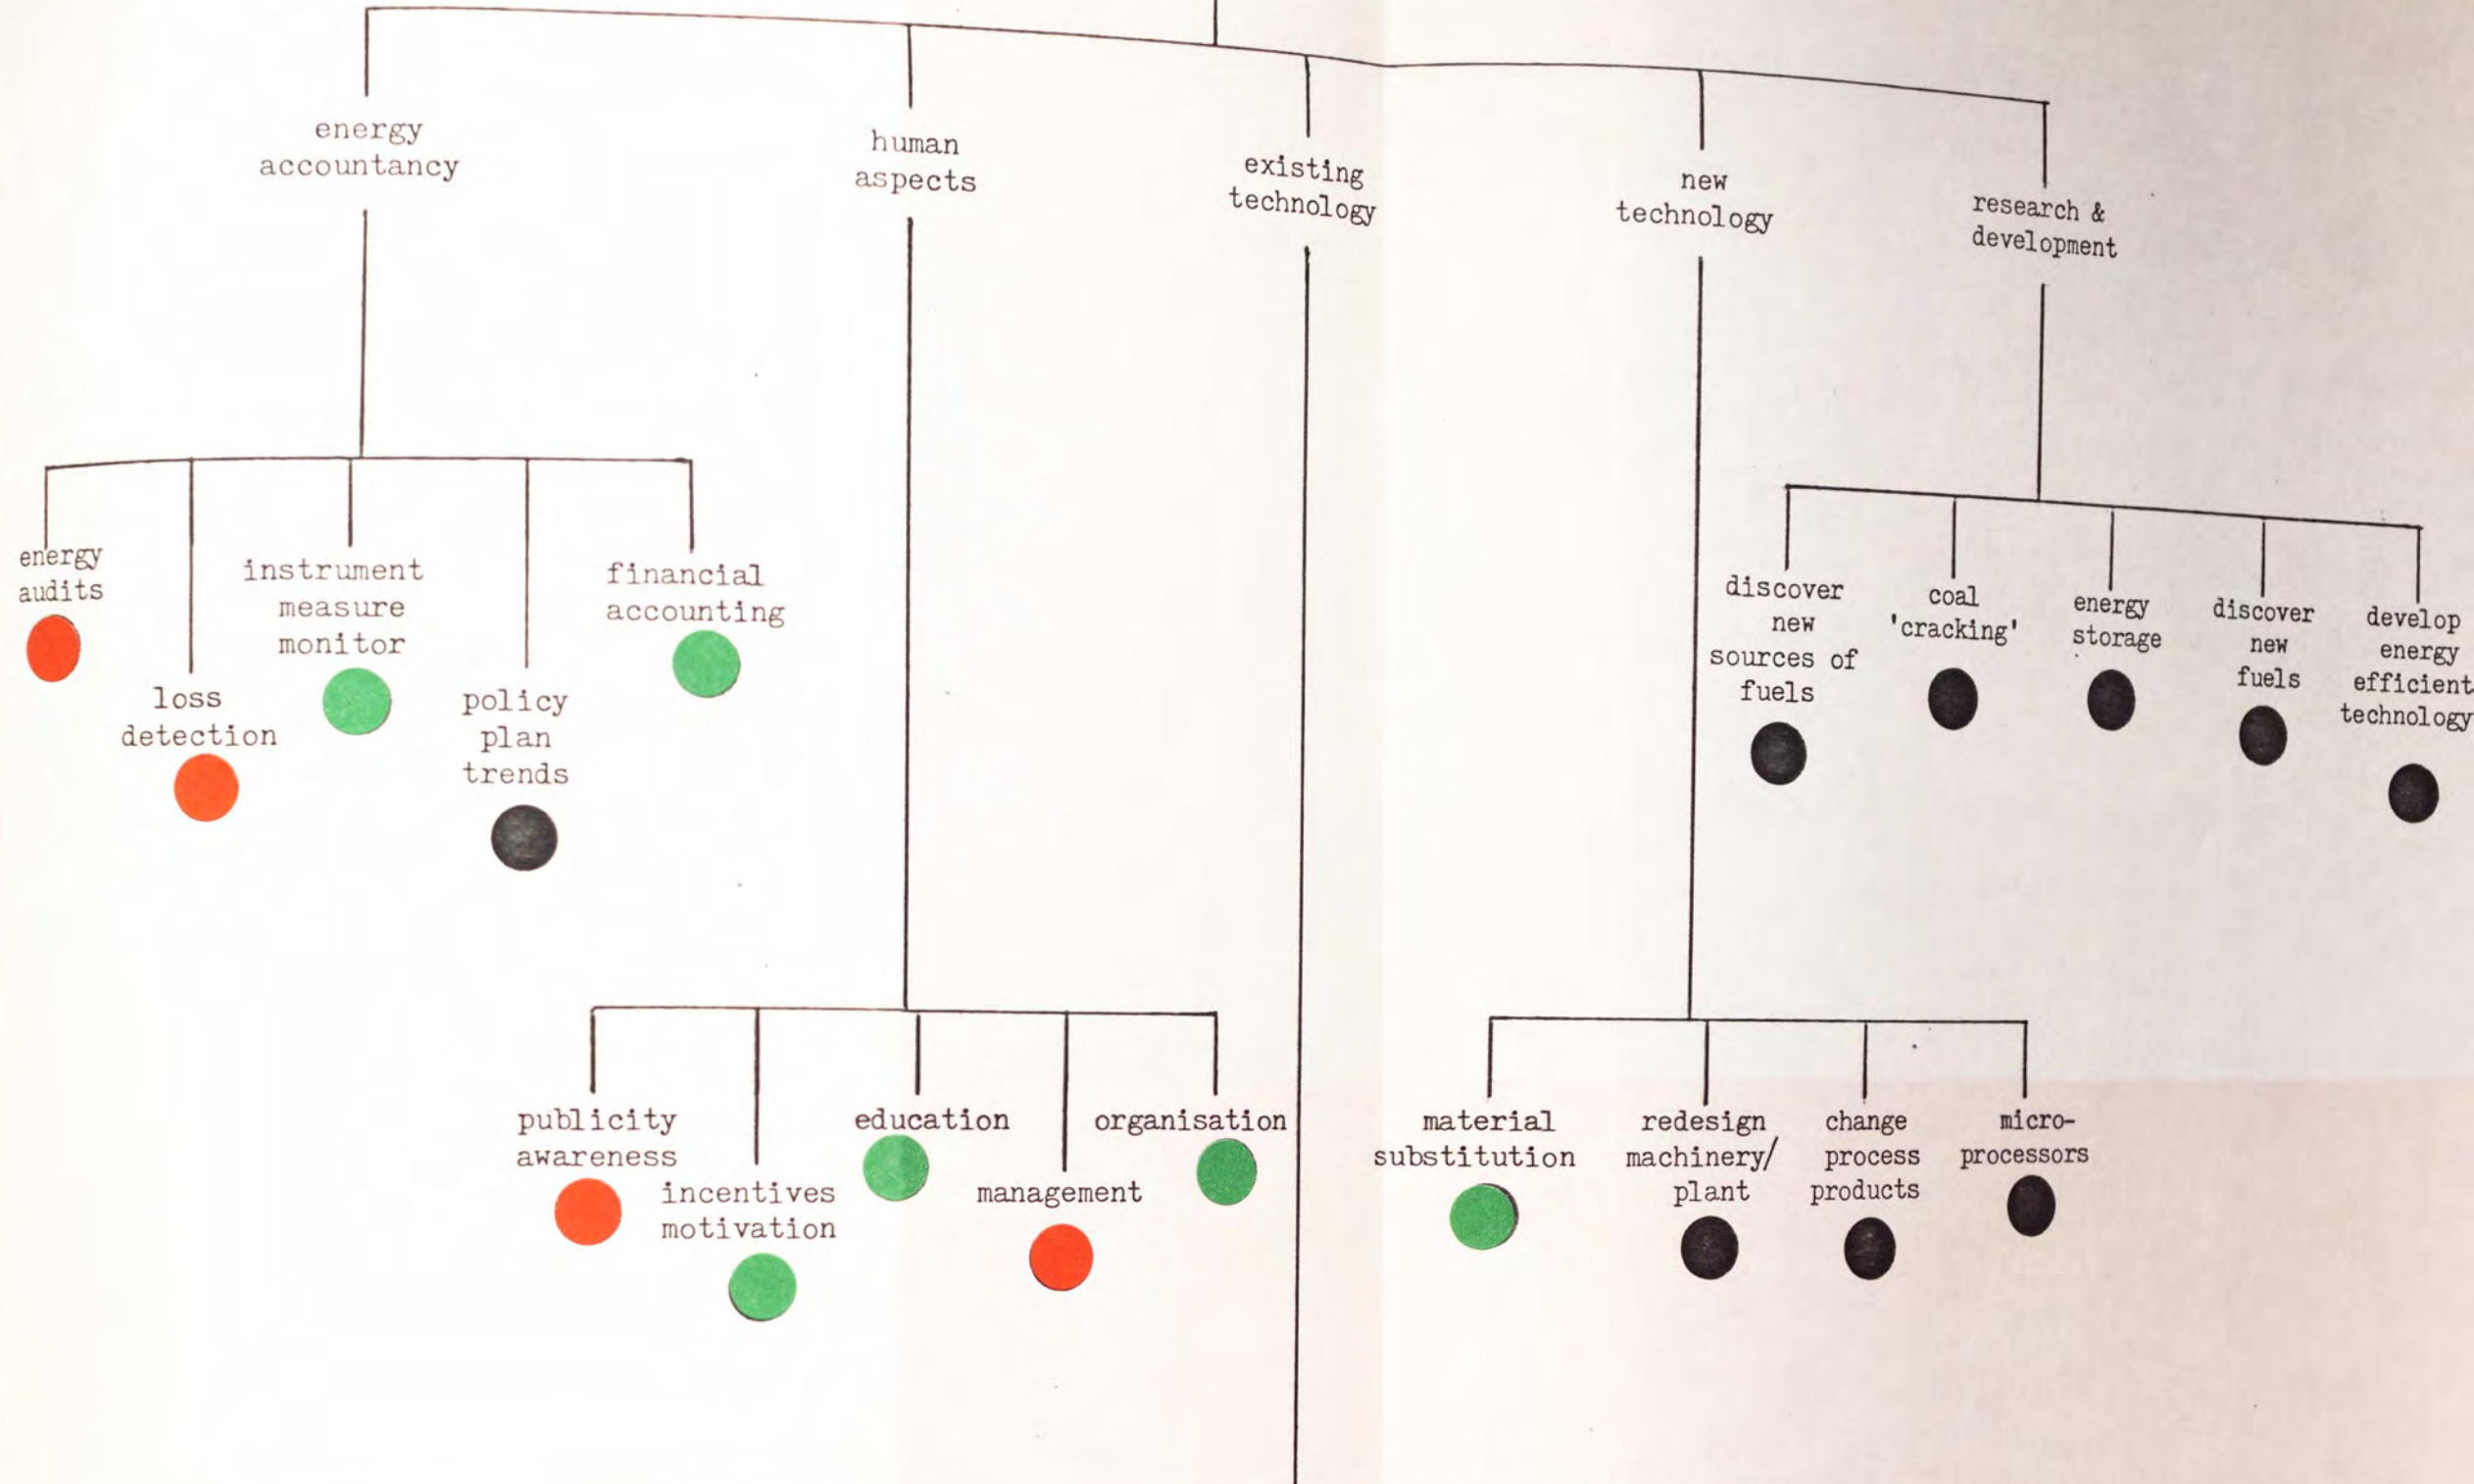 energy
accountancy
human
aspects
existing
technology
new
technology
research &
development
energy
audits
loss
detection
instrument
measure
monitor
policy
plan
trends
financial
accounting
discover
new
sources of
fuels
coal
'cracking'
energy
storage
discover
new
fuels
develop
energy
efficient
technology
publicity
awareness
incentives
motivation
education
management
organisation
material
substitution
redesign
machinery/
plant
change
process
products
micro-
processors